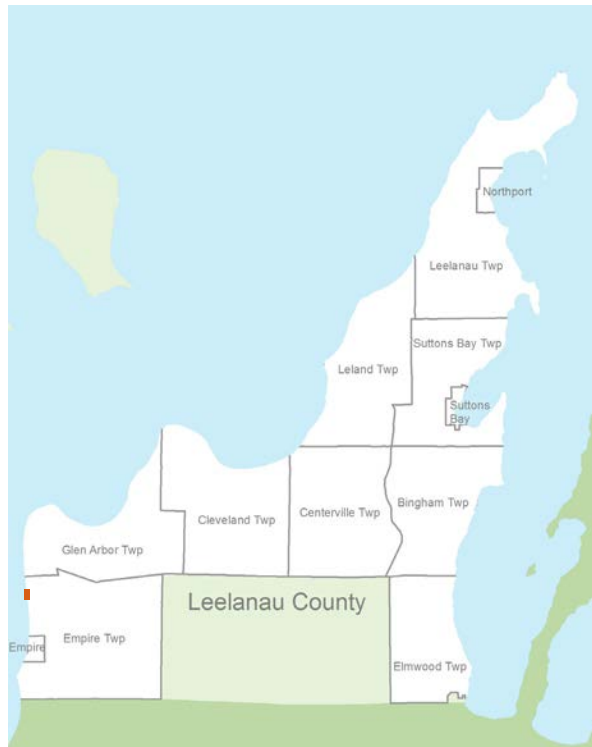 Northport
Leelanau Twp
Suttons Bay Twp
Leland Twp
Suttons
Bay
Bingham Twp
Centerville Twp
Cleveland Twp
Glen Arbor Twp
Leelanau County
Empire Twp
Empire
Elmwood Twp